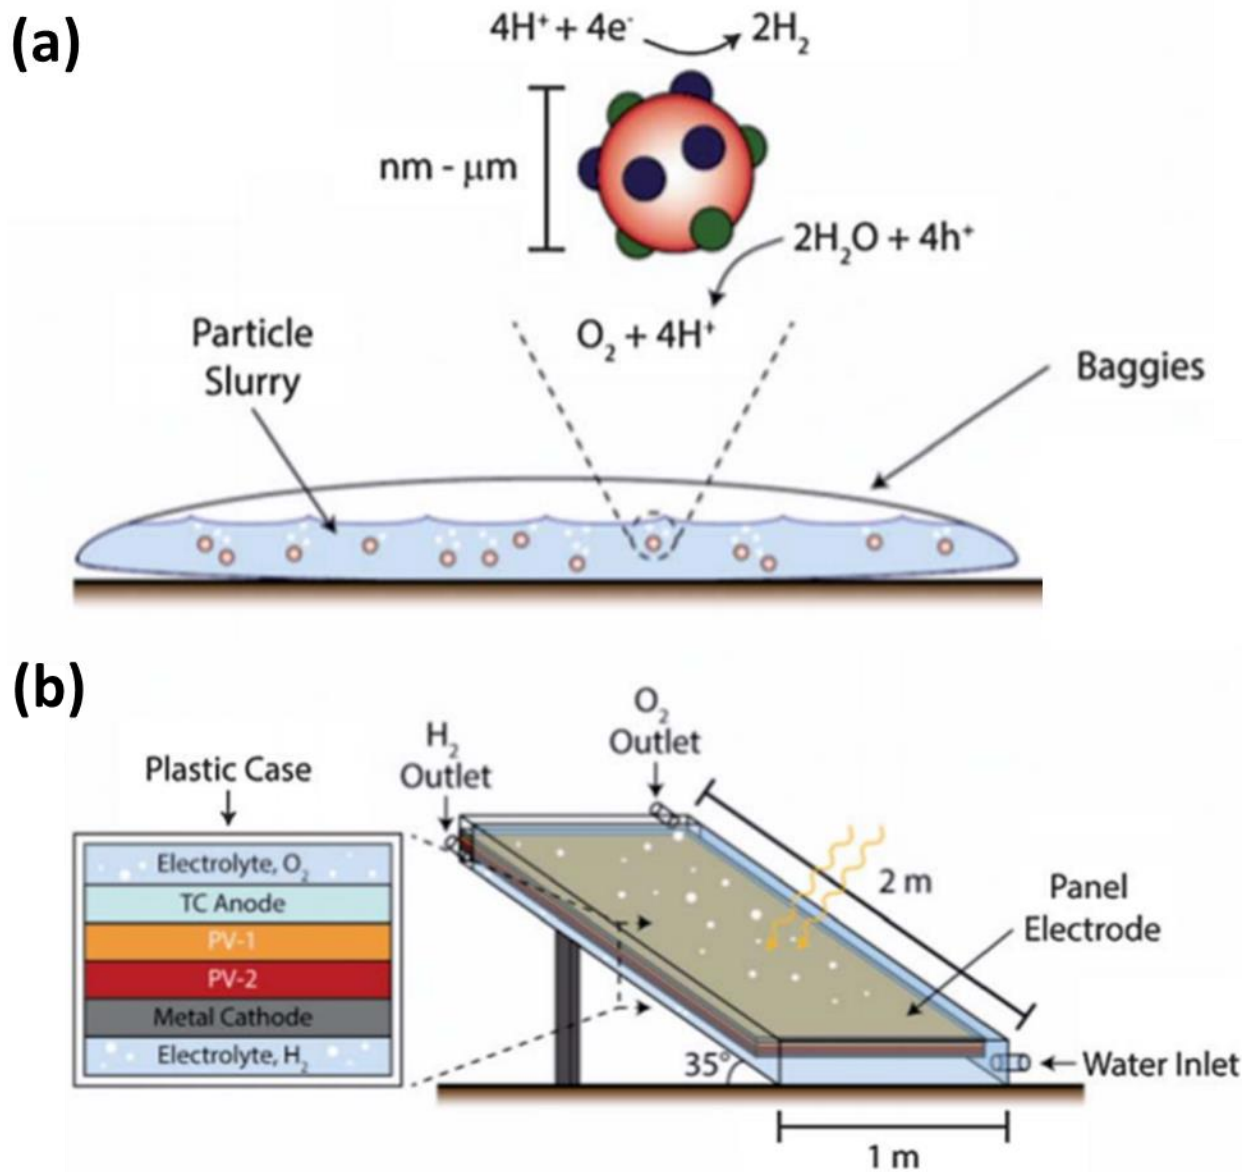 (a)
4H⁺ + 4e⁻ 2H₂
nm - μm
2H₂O + 4h⁺
O₂ + 4H⁺
Particle
Slurry
Baggies
(b)
O₂
Outlet
H₂
Outlet
Plastic Case
Electrolyte, O₂
TC Anode
PV-1
PV-2
Metal Cathode
Electrolyte, H₂
2 m
Panel
Electrode
35°
Water Inlet
1 m